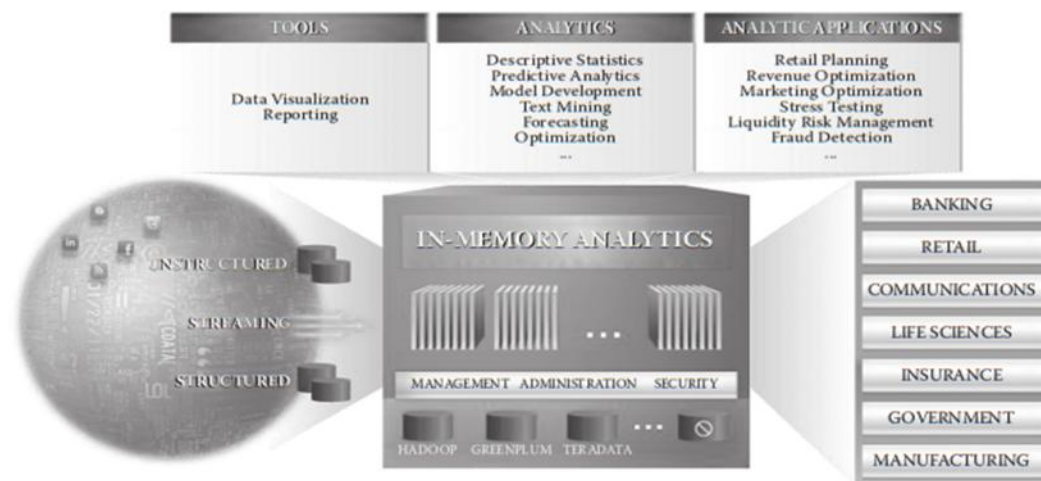 TOOLS
Data Visualization
Reporting
ANALYTICS
Descriptive Statistics
Predictive Analytics
Model Development
Text Mining
Forecasting
Optimization
...
ANALYTIC APPLICATIONS
Retail Planning
Revenue Optimization
Marketing Optimization
Stress Testing
Liquidity Risk Management
Fraud Detection
...
UNSTRUCTURED
STREAMING
STRUCTURED
IN-MEMORY ANALYTICS
...
MANAGEMENT ADMINISTRATION SECURITY
...
HADOOP GREENPLUM TERADATA
BANKING
RETAIL
COMMUNICATIONS
LIFE SCIENCES
INSURANCE
GOVERNMENT
MANUFACTURING